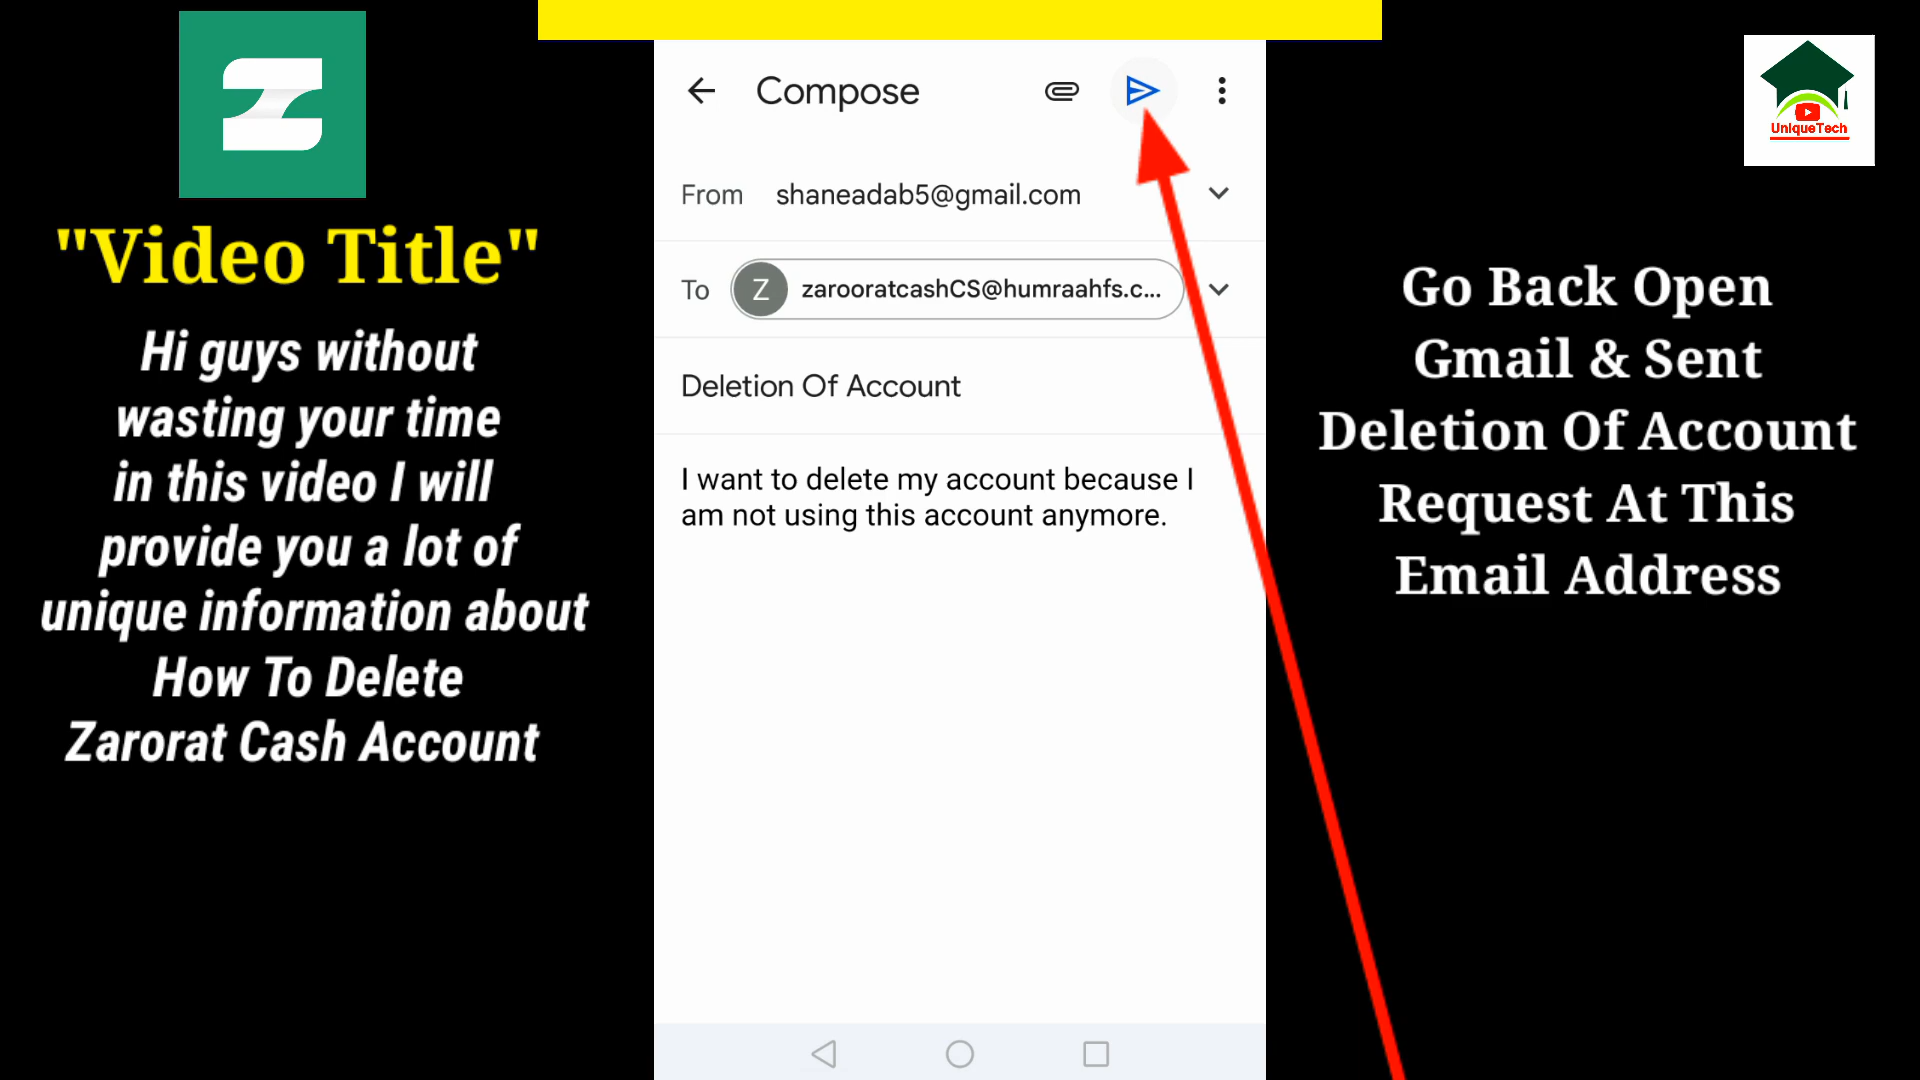 "Video Title"
Hi guys without
wasting your time
in this video I will
provide you a lot of
unique information about
How To Delete
Zarorat Cash Account
Compose
From shaneadab5@gmail.com
To Z zarooratcashCS@humraahfs.c...
Deletion Of Account
I want to delete my account because I
am not using this account anymore.
UniqueTech
Go Back Open
Gmail & Sent
Deletion Of Account
Request At This
Email Address